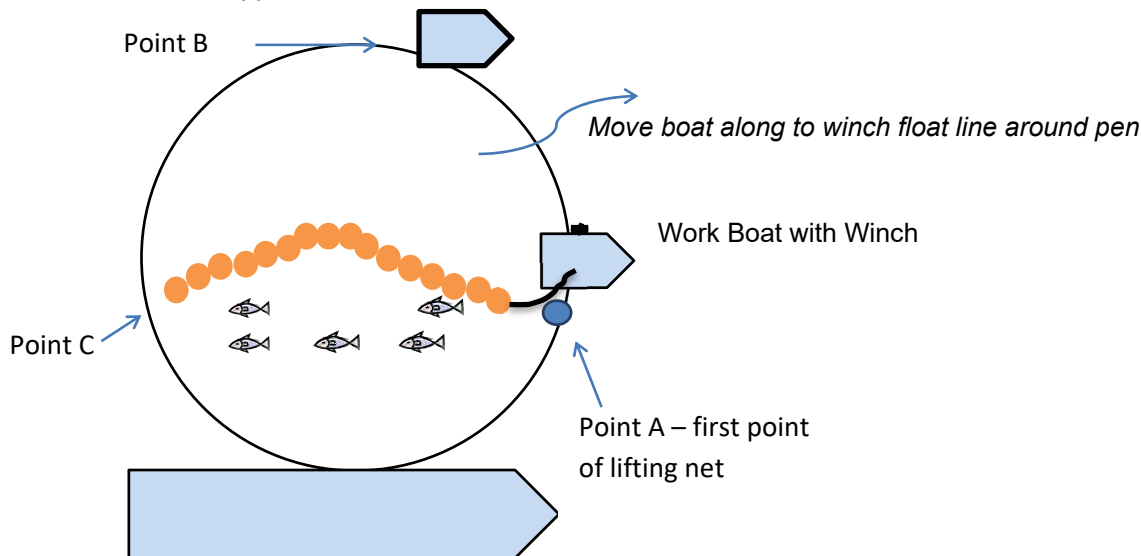 Point B
Move boat along to winch float line around pen
Work Boat with Winch
Point C
Point A – first point
of lifting net